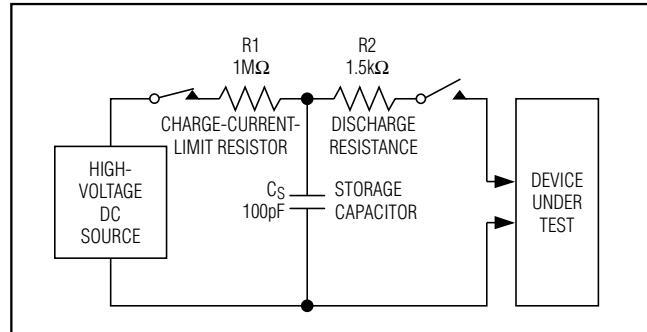 R1
1MΩ
R2
1.5kΩ
CHARGE-CURRENT-
LIMIT RESISTOR
DISCHARGE
RESISTANCE
HIGH-
VOLTAGE
DC
SOURCE
CS
100pF
STORAGE
CAPACITOR
DEVICE
UNDER
TEST